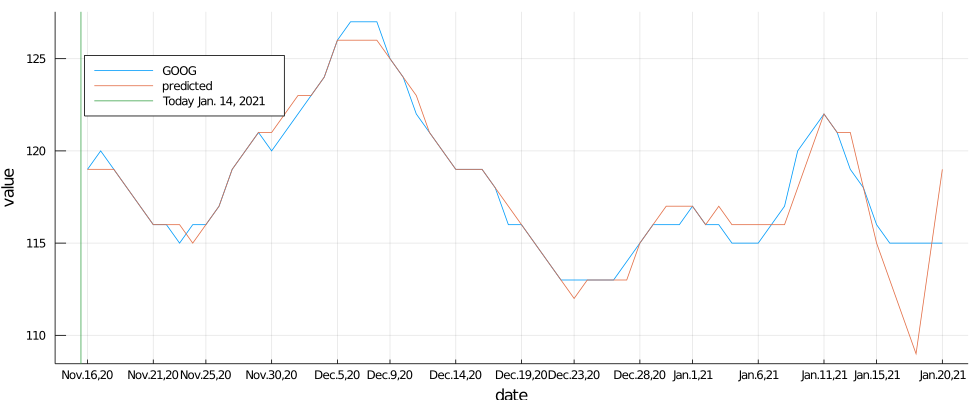 125
120
115
110
value
GOOG
predicted
Today Jan. 14, 2021
Nov.16,20 Nov.21,20 Nov.25,20 Nov.30,20 Dec.5,20 Dec.9,20 Dec.14,20 Dec.19,20 Dec.23,20 Dec.28,20 Jan.1,21 Jan.6,21 Jan.11,21 Jan.15,21 Jan.20,21
date